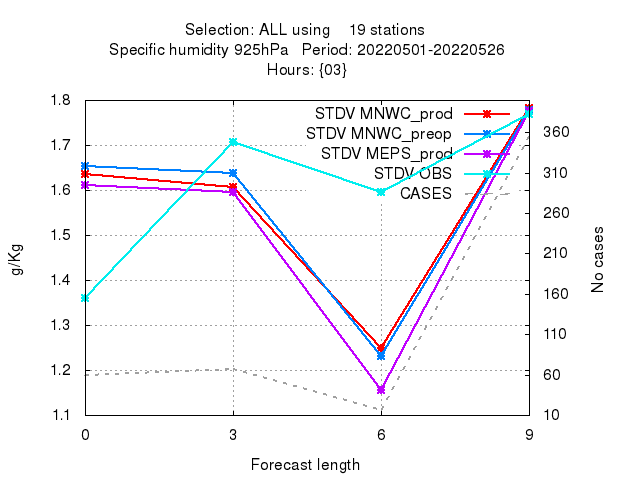 Selection: ALL using    19 stations
Specific humidity 925hPa   Period: 20220501-20220526
Hours: {03}
1.8
1.7
1.6
1.5
1.4
1.3
1.2
1.1
g/Kg
STDV MNWC_prod
STDV MNWC_preop
STDV MEPS_prod
STDV OBS
CASES
360
310
260
210
160
110
60
10
No cases
0 3 6 9
Forecast length